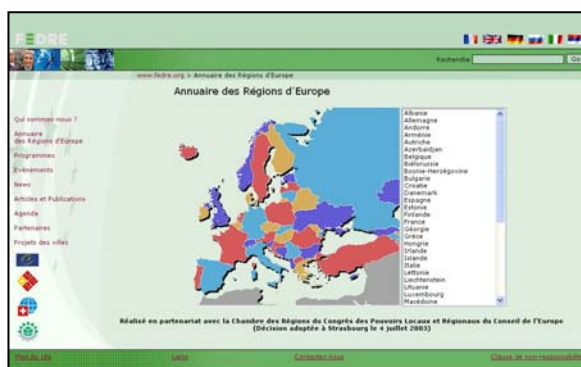 FEDRE
Recherche
Go
www.fedre.org > Annuaire des Régions d'Europe
Annuaire des Régions d'Europe
Qui sommes-nous ?
Annuaire
des Régions d'Europe
Programmes
Evénements
News
Articles et Publications
Agenda
Partenaires
Projets des villes
Albanie
Allemagne
Andorre
Arménie
Autriche
Azerbaïdjan
Belgique
Biélorussie
Bosnie-Herzégovine
Bulgarie
Croatie
Danemark
Espagne
Estonie
Finlande
France
Géorgie
Grèce
Hongrie
Irlande
Islande
Italie
Lettonie
Liechtenstein
Lituanie
Luxembourg
Macédoine
Réalisé en partenariat avec la Chambre des Régions du Congrès des Pouvoirs Locaux et Régionaux du Conseil de l'Europe
(Décision adoptée à Strasbourg le 4 juillet 2003)
Plan du site
Liens
Contactez-nous
Clause de non-responsabilité